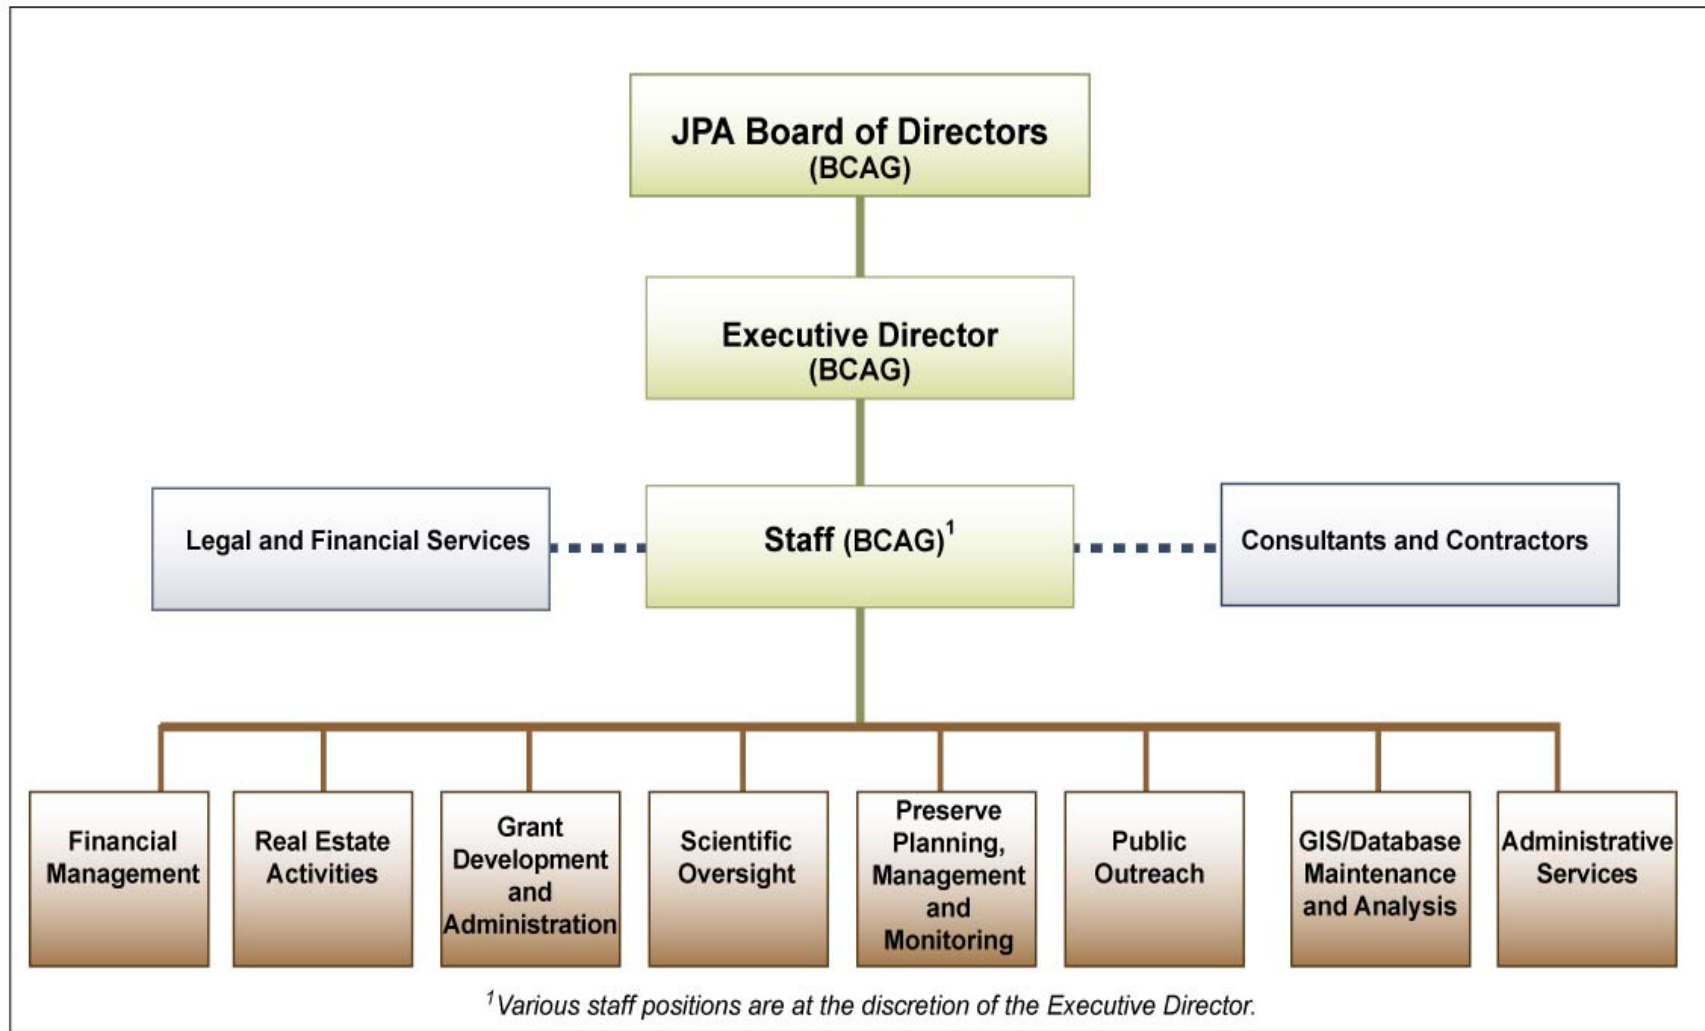 JPA Board of Directors
(BCAG)
Executive Director
(BCAG)
Legal and Financial Services
Staff (BCAG)¹
Consultants and Contractors
Financial
Management
Real Estate
Activities
Grant
Development
and
Administration
Scientific
Oversight
Preserve
Planning,
Management
and
Monitoring
Public
Outreach
GIS/Database
Maintenance
and Analysis
Administrative
Services
¹Various staff positions are at the discretion of the Executive Director.